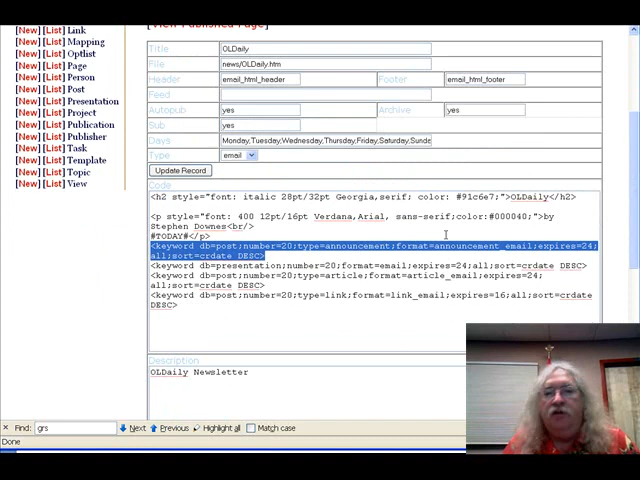 [View Published Page]
[New] [List] Link
[New] [List] Mapping
[New] [List] Optlist
[New] [List] Page
[New] [List] Person
[New] [List] Post
[New] [List] Presentation
[New] [List] Project
[New] [List] Publication
[New] [List] Publisher
[New] [List] Task
[New] [List] Template
[New] [List] Topic
[New] [List] View
Title OLDaily
File news/OLDaily.htm
Header email_html_header Footer email_html_footer
Feed
Autopub yes Archive yes
Sub yes
Days Monday,Tuesday,Wednesday,Thursday,Friday,Saturday,Sunda
Type email
Update Record
Code
<h2 style="font: italic 28pt/32pt Georgia,serif; color: #91c6e7;">OLDaily</h2>
<p style="font: 400 12pt/16pt Verdana,Arial, sans-serif;color:#000040;">by
Stephen Downes<br/>
#TODAY#</p>
<keyword db=post;number=20;type=announcement;format=announcement_email;expires=24;
all;sort=crdate DESC>
<keyword db=presentation;number=20;format=email;expires=24;all;sort=crdate DESC>
<keyword db=post;number=20;type=article;format=article_email;expires=24;
all;sort=crdate DESC>
<keyword db=post;number=20;type=link;format=link_email;expires=16;all;sort=crdate
DESC>
Description
OLDaily Newsletter
Find: grs Next Previous Highlight all Match case
Done